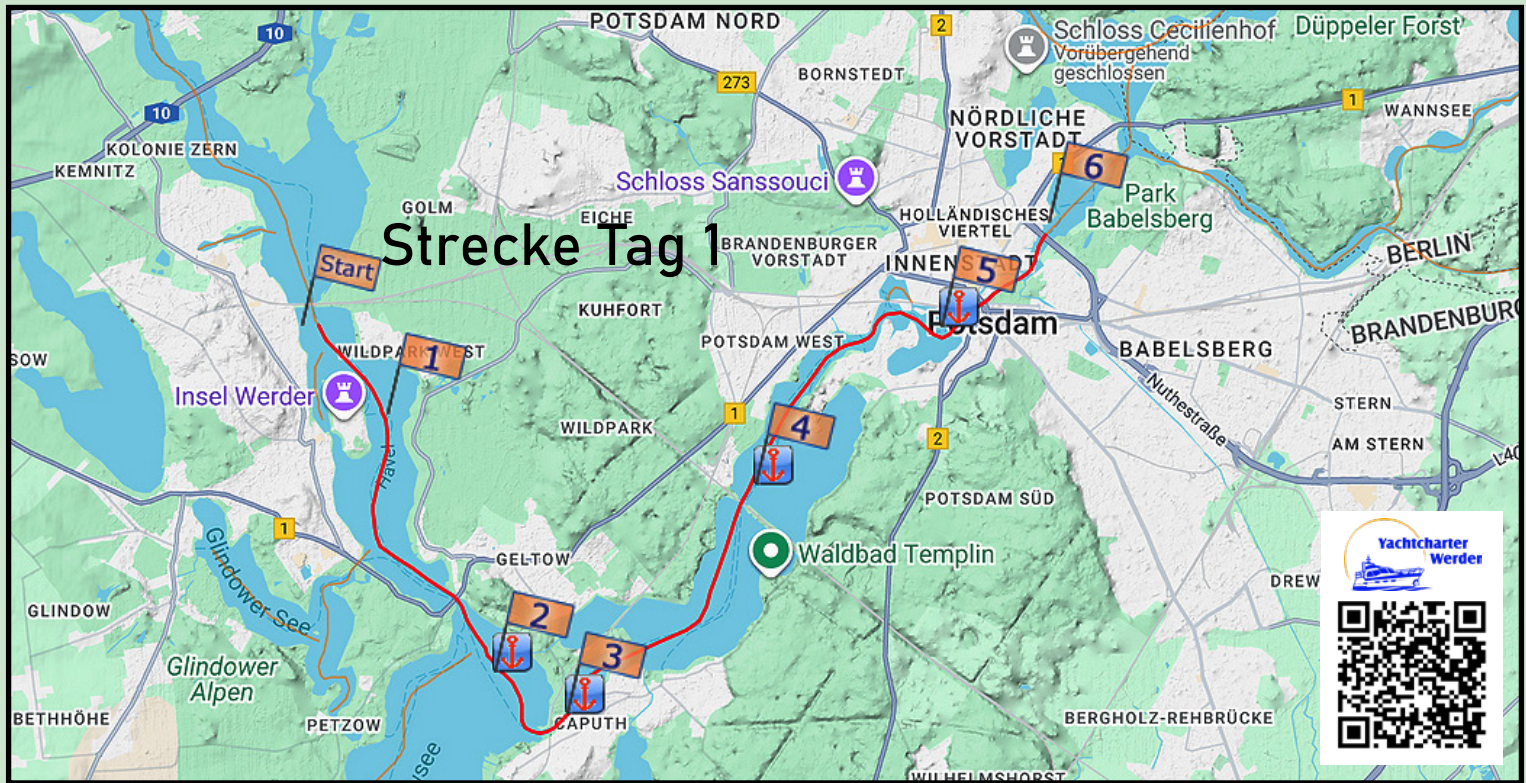 POTSDAM NORD
10
2
Schloss Cecilienhof
Vorübergehend
geschlossen
Düppeler Forst
273
BORNSTEDT
1
WANNSEE
10
NÖRDLICHE
VORSTADT
KOLONIE ZERN
KEMNITZ
6
Schloss Sanssouci
Park
Babelsberg
GOLM
EICHE
HOLLÄNDISCHES
VIERTEL
Strecke Tag 1
BRANDENBURGER
VORSTADT
BERLIN
INNENSTADT
Start
5
KUHFORT
Potsdam
BRANDENBURG
POTSDAM WEST
BABELSBERG
WILDPARK WEST
1
Insel Werder
Nuthestraße
STERN
1
4
WILDPARK
2
AM STERN
L40
Havel
POTSDAM SÜD
1
Waldbad Templin
GELTOW
Yachtcharter
Werder
DREW
Glindower See
GLINDOW
2
3
Glindower
Alpen
BETHHÖHE
PETZOW
CAPUTH
BERGHOLZ-REHBRÜCKE
WILHELMSHORST